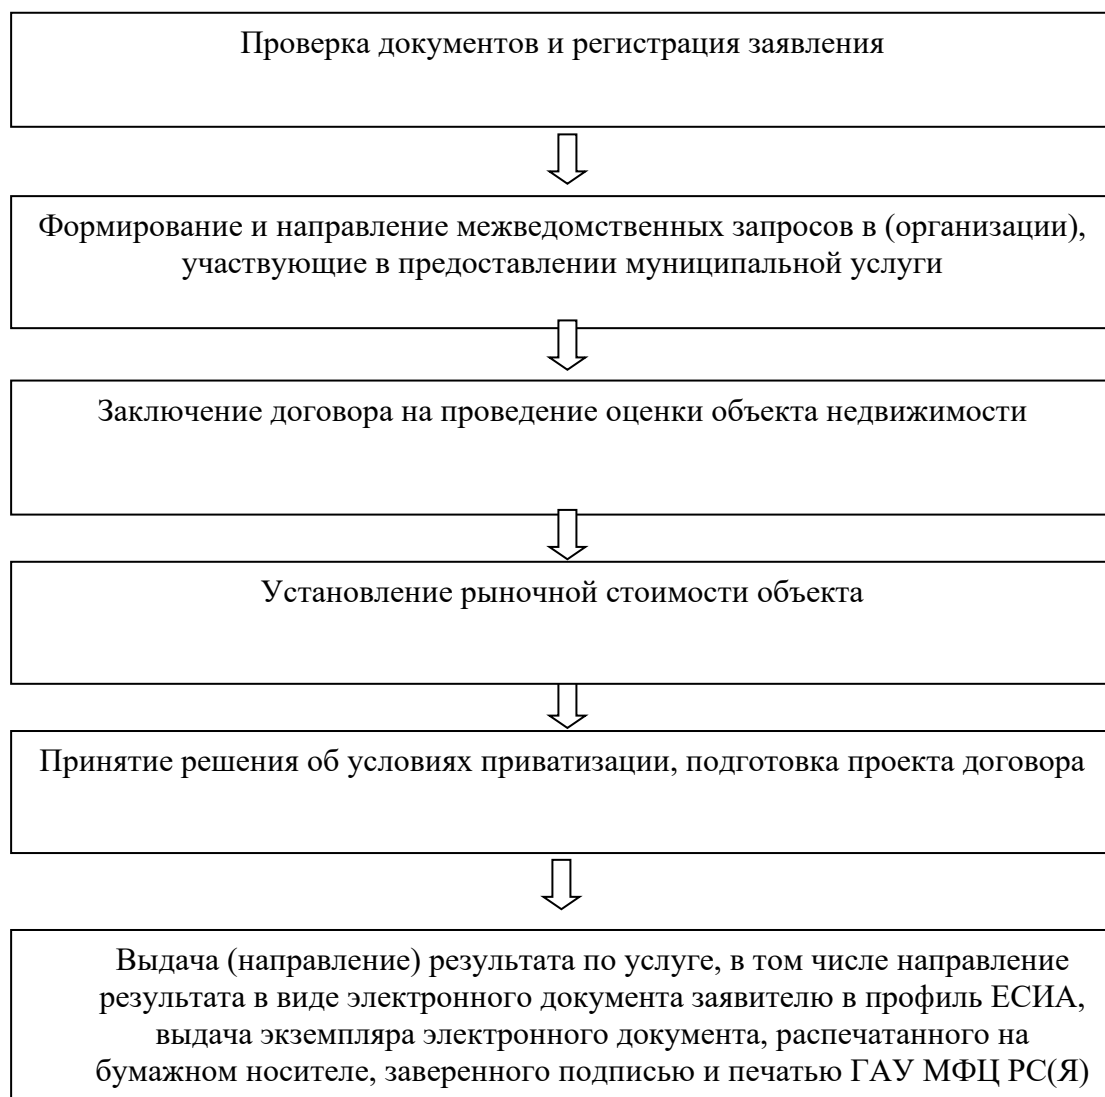 Проверка документов и регистрация заявления
Формирование и направление межведомственных запросов в (организации),
участвующие в предоставлении муниципальной услуги
Заключение договора на проведение оценки объекта недвижимости
Установление рыночной стоимости объекта
Принятие решения об условиях приватизации, подготовка проекта договора
Выдача (направление) результата по услуге, в том числе направление
результата в виде электронного документа заявителю в профиль ЕСИА,
выдача экземпляра электронного документа, распечатанного на
бумажном носителе, заверенного подписью и печатью ГАУ МФЦ РС(Я)